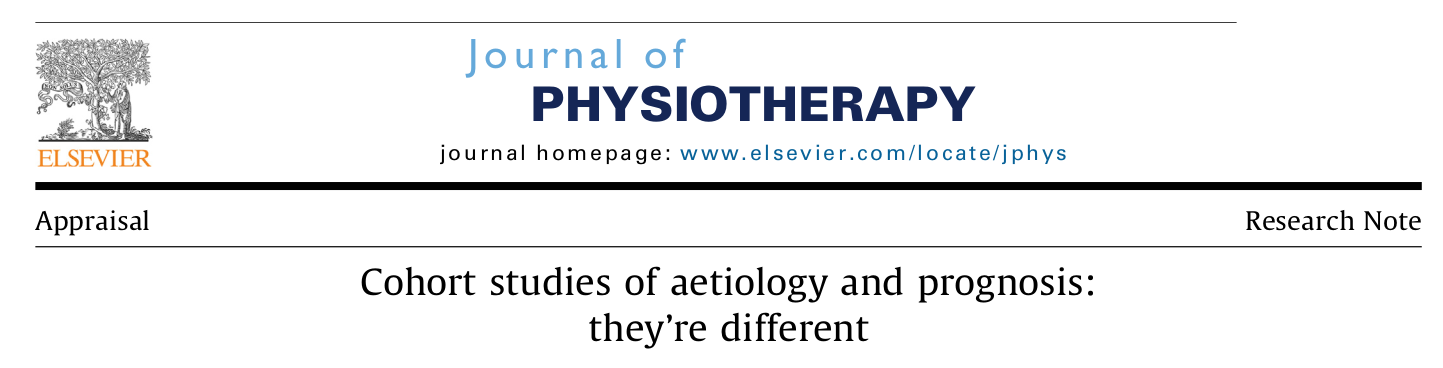 Journal of
PHYSIOTHERAPY
ELSEVIER
journal homepage: www.elsevier.com/locate/jphys
Appraisal
Research Note
Cohort studies of aetiology and prognosis:
they're different